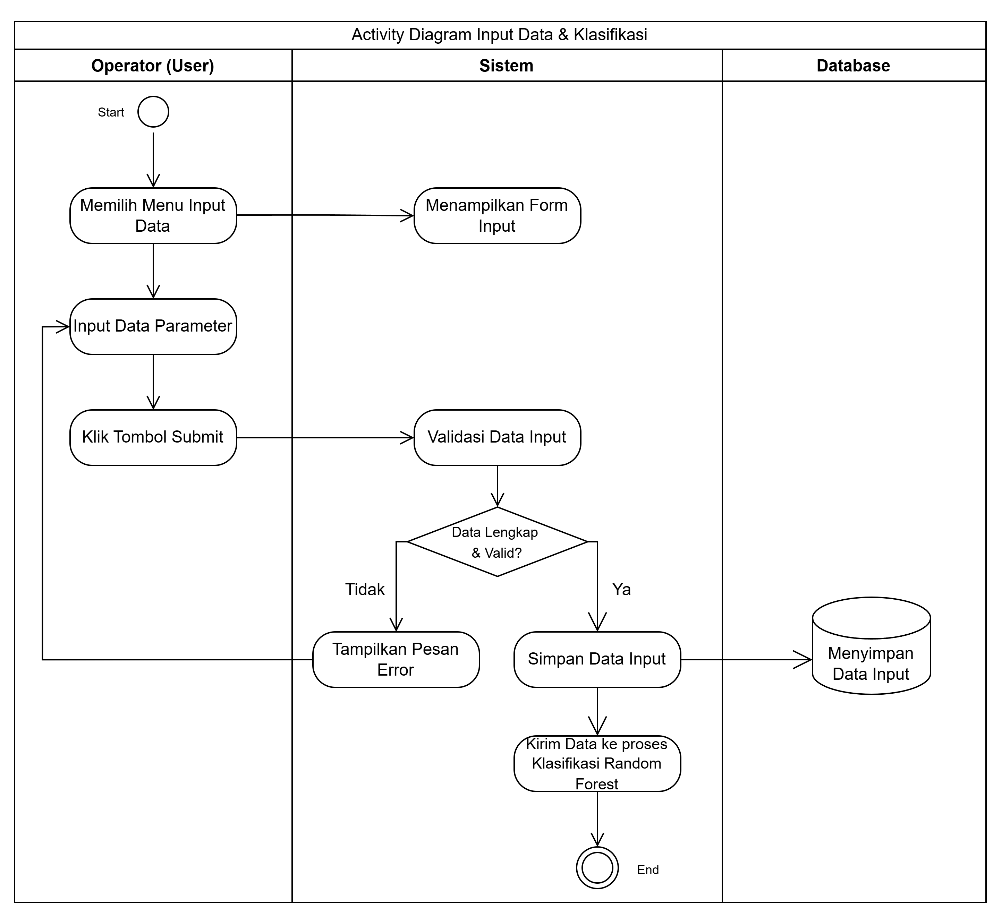 Activity Diagram Input Data & Klasifikasi
Operator (User)
Sistem
Database
Start
Memilih Menu Input
Data
Menampilkan Form
Input
Input Data Parameter
Klik Tombol Submit
Validasi Data Input
Data Lengkap
& Valid?
Tidak
Ya
Tampilkan Pesan
Error
Simpan Data Input
Menyimpan
Data Input
Kirim Data ke proses
Klasifikasi Random
Forest
End